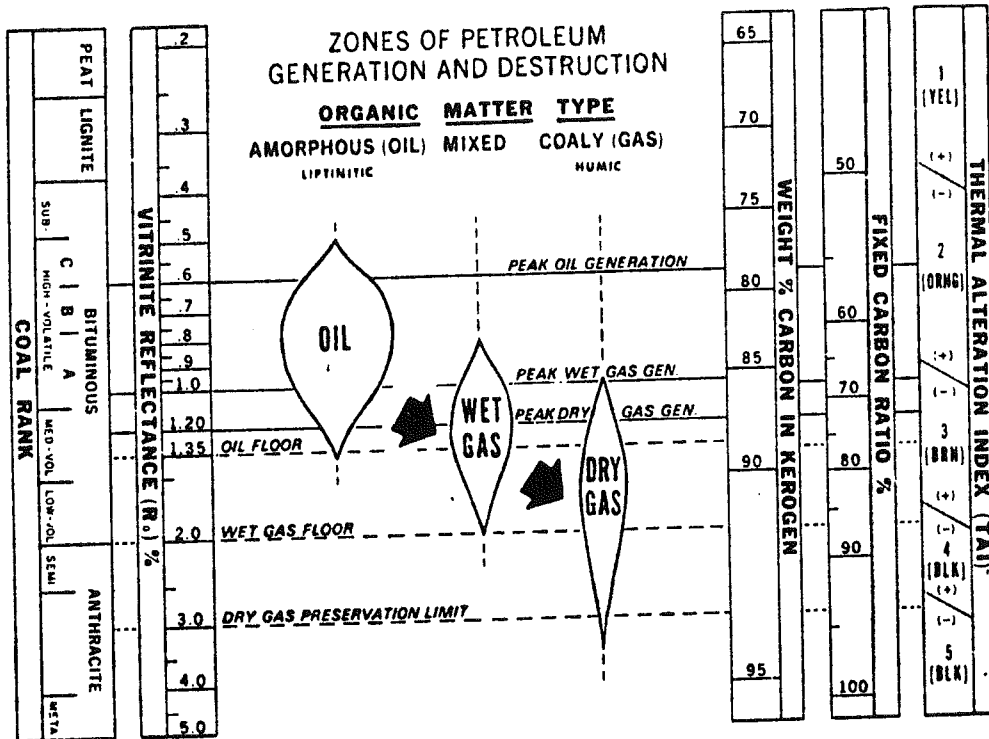 ZONES OF PETROLEUM
GENERATION AND DESTRUCTION
ORGANIC MATTER TYPE
AMORPHOUS (OIL) MIXED COALY (GAS)
LIPTINITIC HUMIC
COAL RANK
PEAT
LIGNITE
SUB-
BITUMINOUS
HIGH-VOLATILE
C
B
A
MED-VOL
LOW-VOL
SEMI
ANTHRACITE
META
VITRINITE REFLECTANCE (R₀) %
.2
.3
.4
.5
.6
.7
.8
.9
1.0
1.20
1.35
2.0
3.0
4.0
5.0
OIL
WET
GAS
DRY
GAS
PEAK OIL GENERATION
PEAK WET GAS GEN.
PEAK DRY GAS GEN.
OIL FLOOR
WET GAS FLOOR
DRY GAS PRESERVATION LIMIT
65
70
75
80
85
90
95
WEIGHT % CARBON IN KEROGEN
50
60
70
80
90
100
FIXED CARBON RATIO %
1
(YEL)
(+)
(-)
2
(ORNG)
(+)
(-)
3
(BRN)
(+)
(-)
4
(BLK)
(+)
(-)
5
(BLK)
THERMAL ALTERATION INDEX (TAI)